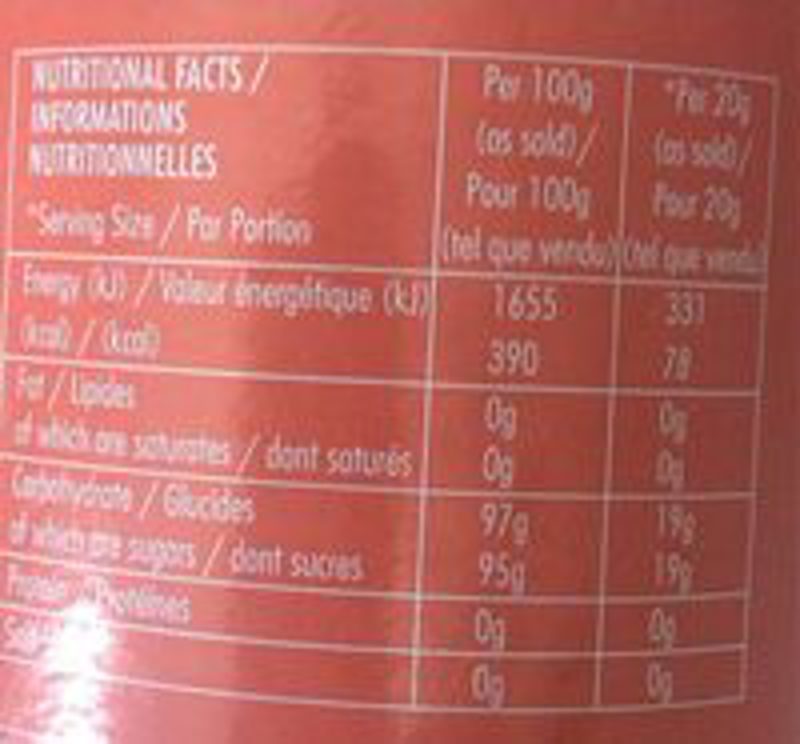 NUTRITIONAL FACTS /
INFORMATIONS
NUTRITIONNELLES
*Serving Size / Par Portion
Per 100g
(as sold)/
Pour 100g
(tel que vendu)
*Per 20g
(as sold)/
Pour 20g
(tel que vendu)
Energy (kJ) / Valeur énergétique (kJ) 1655 331
(kcal) / (kcal) 390 78
Fat / Lipides 0g 0g
of which are saturates / dont saturés 0g 0g
Carbohydrate / Glucides 97g 19g
of which are sugars / dont sucres 95g 19g
Protein / Protéines 0g 0g
0g 0g